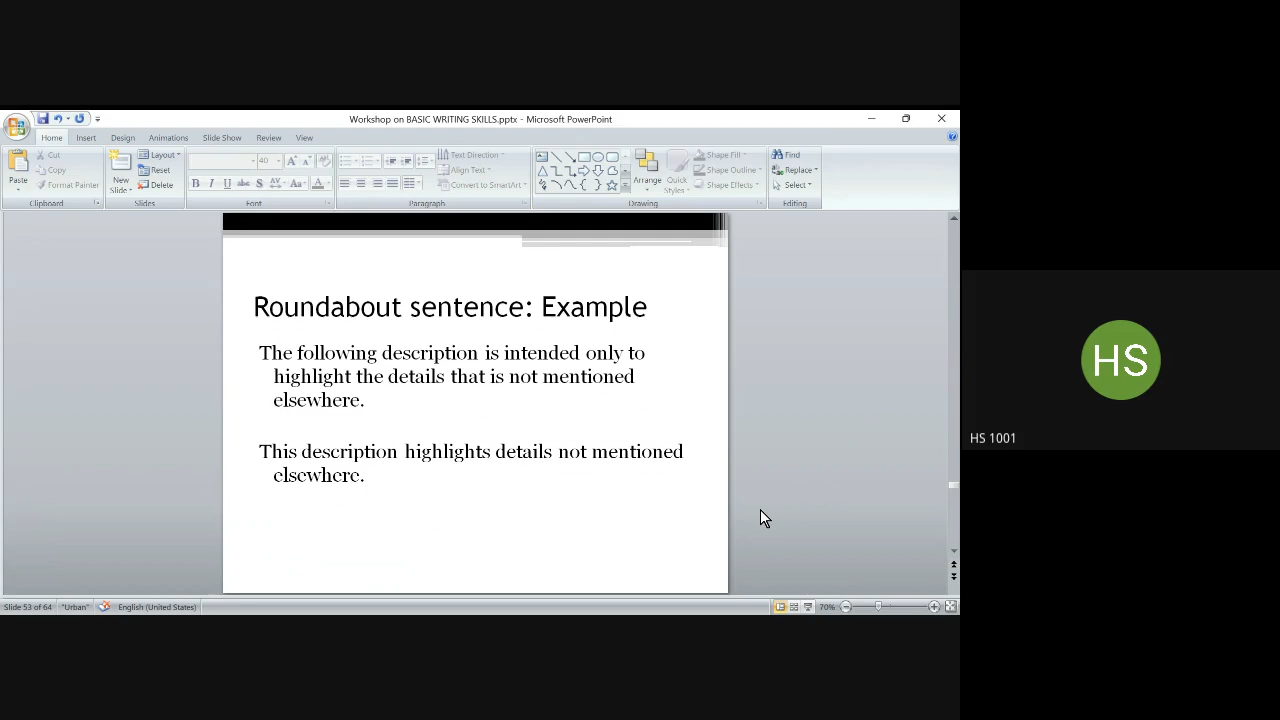 Workshop on BASIC WRITING SKILLS.pptx - Microsoft PowerPoint
Home Insert Design Animations Slide Show Review View
Paste Cut Copy Format Painter
Clipboard
New Slide Layout Reset Delete
Slides
40
B I U abc S AV Aa A
Font
Text Direction
Align Text
Convert to SmartArt
Paragraph
Arrange Quick Styles
Shape Fill
Shape Outline
Shape Effects
Drawing
Find
Replace
Select
Editing
Roundabout sentence: Example
The following description is intended only to
highlight the details that is not mentioned
elsewhere.
This description highlights details not mentioned
elsewhere.
Slide 53 of 64 "Urban" English (United States) 70%
HS
HS 1001